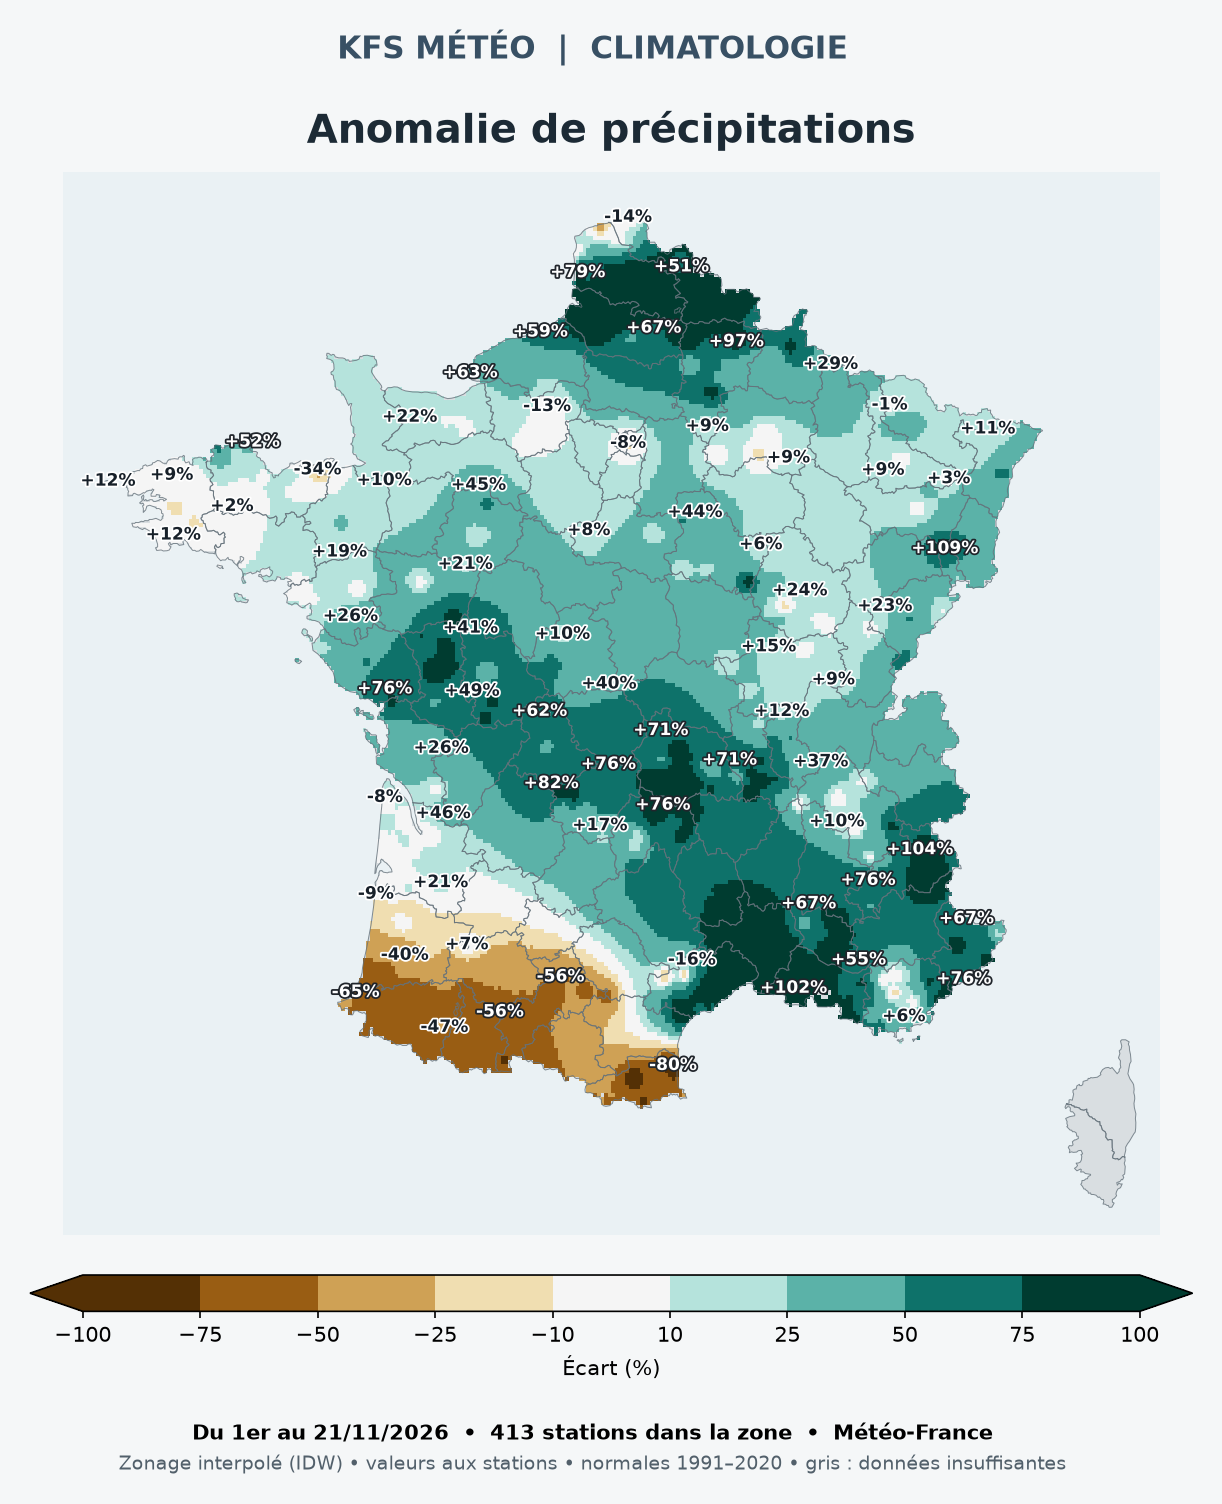 KFS MÉTÉO | CLIMATOLOGIE
Anomalie de précipitations
-14%
+79% +51%
+59% +67% +97%
+63% +29%
+22% -13% -1%
+52% -8% +9% +11%
+12% +9% -34% +10% +45% +9% +9% +3%
+2% +44%
+12% +19% +8% +6% +109%
+21% +24%
+26% +41% +10% +15% +23%
+76% +49% +40% +9%
+62% +71% +12%
+26% +76% +71% +37%
-8% +46% +82% +76% +10%
+17% +104%
-9% +21% +67% +76%
+67%
-40% +7% -16% +55%
-65% -56% +102% +76%
-47% -56% +6%
-80%
−100 −75 −50 −25 −10 10 25 50 75 100
Écart (%)
Du 1er au 21/11/2026 • 413 stations dans la zone • Météo-France
Zonage interpolé (IDW) • valeurs aux stations • normales 1991–2020 • gris : données insuffisantes